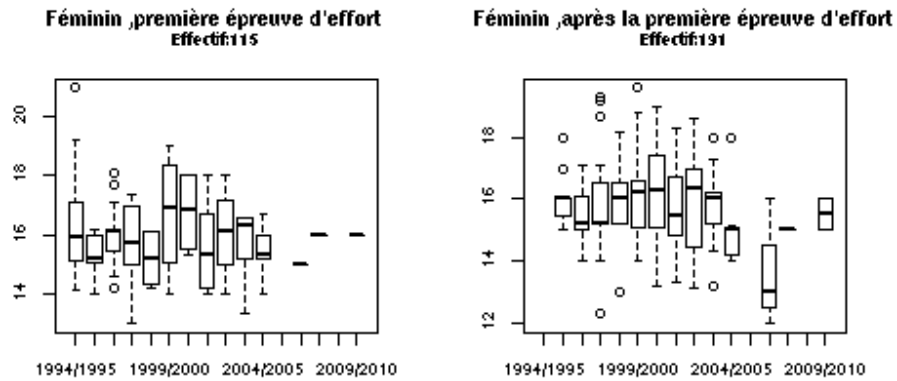 Féminin ,première épreuve d'effort
Effectif:115
20
18
16
14
1994/1995 1999/2000 2004/2005 2009/2010
Féminin ,après la première épreuve d'effort
Effectif:191
18
16
14
12
1994/1995 1999/2000 2004/2005 2009/2010